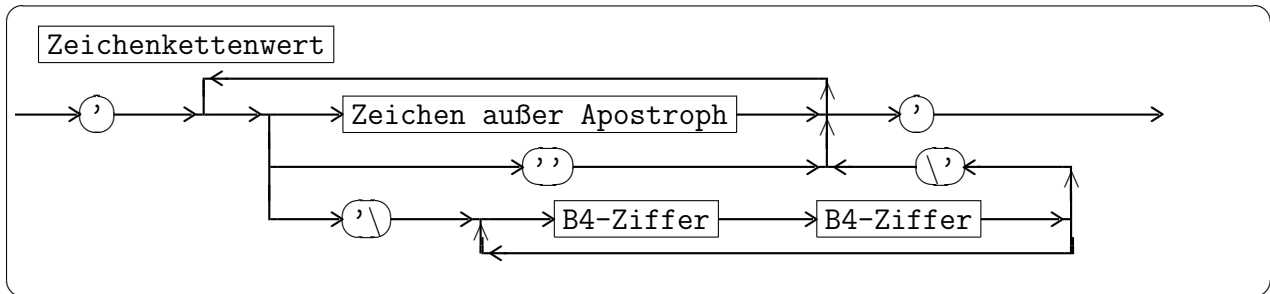 Zeichenkettenwert
' Zeichen außer Apostroph '
'' \'
'\ B4-Ziffer B4-Ziffer